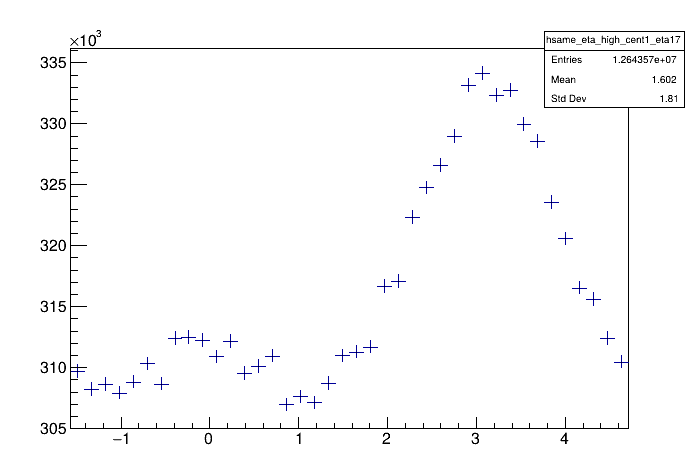 ×10³
hsame_eta_high_cent1_eta17
Entries 1.264357e+07
Mean 1.602
Std Dev 1.81
335
330
325
320
315
310
305
−1 0 1 2 3 4